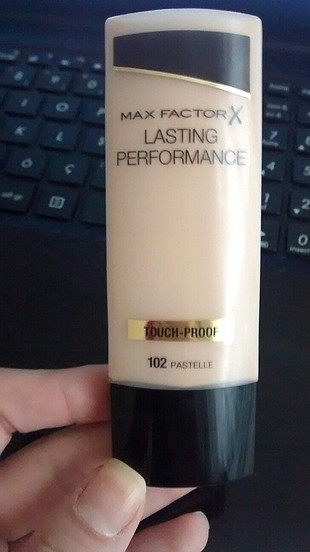 MAX FACTOR X
LASTING
PERFORMANCE
TOUCH-PROOF
102 PASTELLE
K
L
Ö
Ç